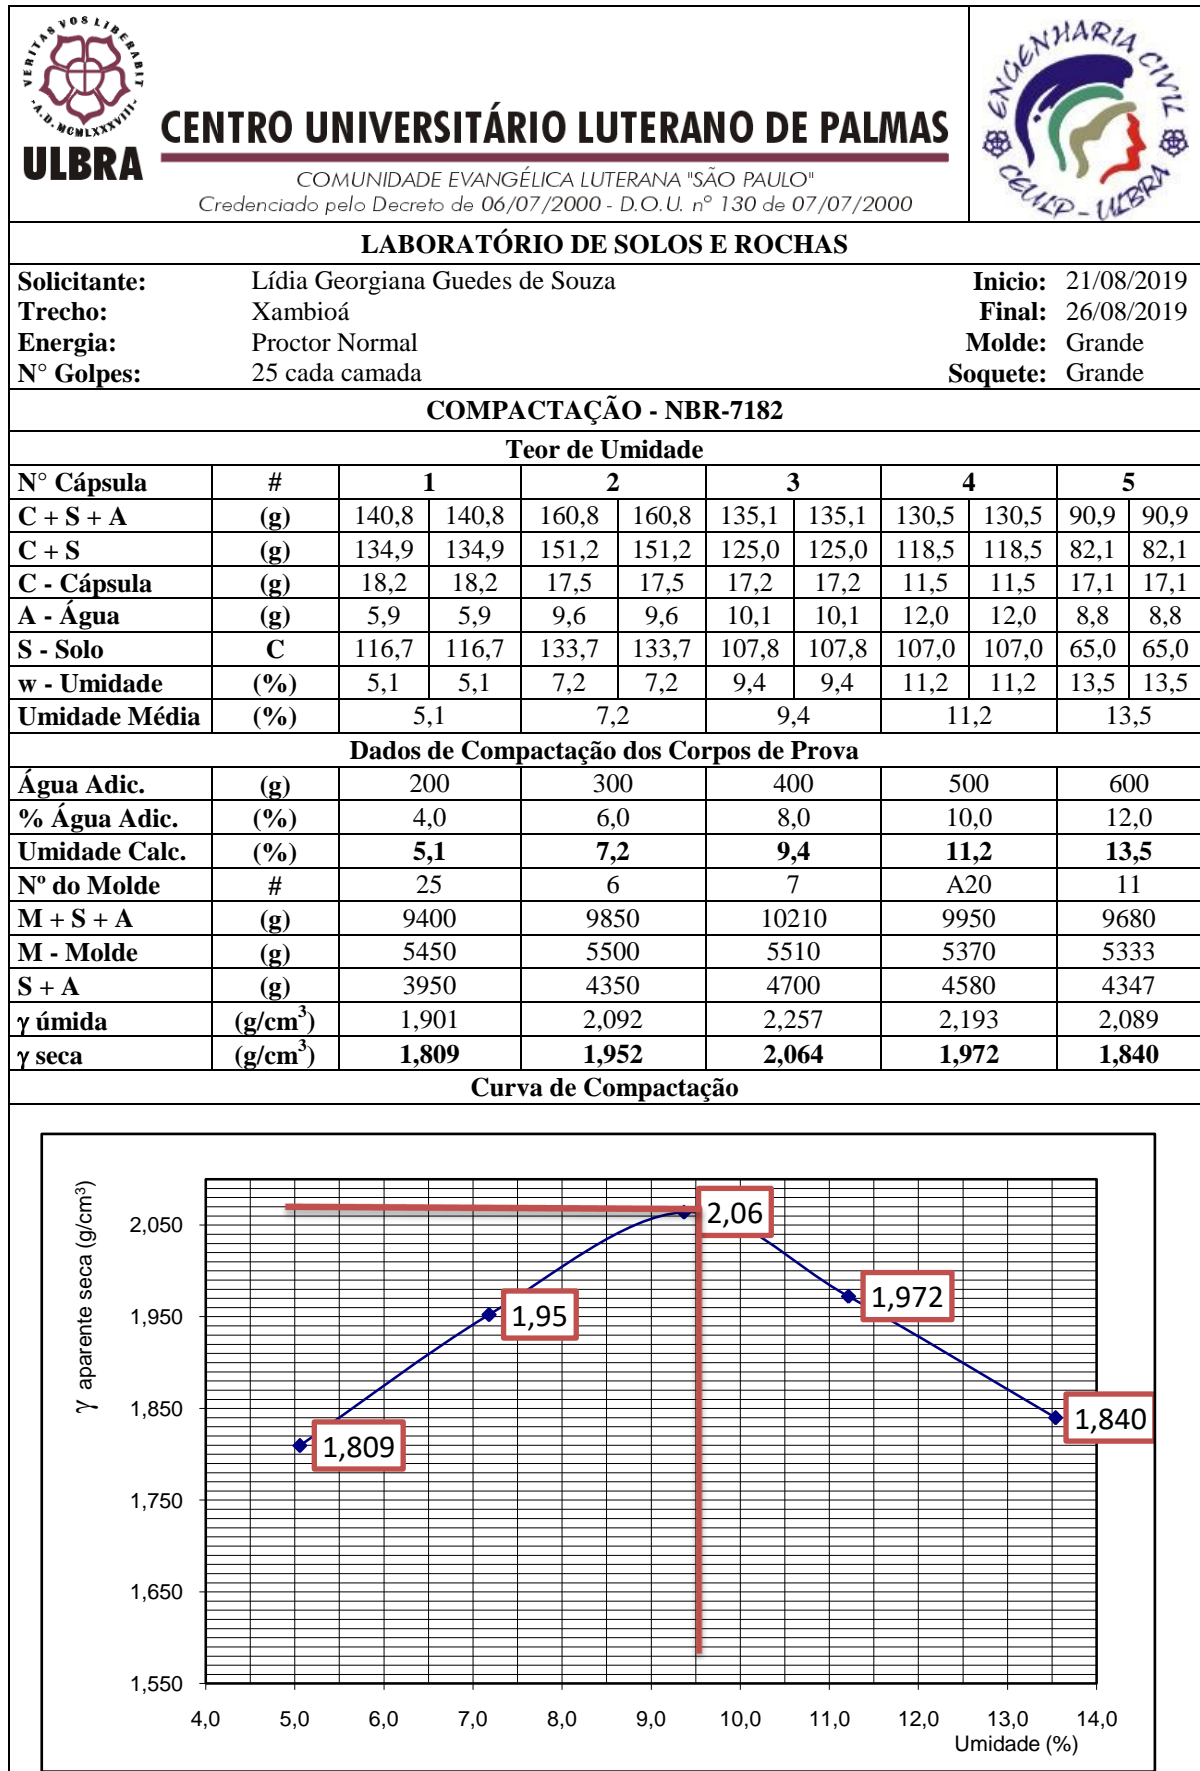 VERITAS VOS LIBERABIT
A.D. MCMLXXXVIII
ULBRA
CENTRO UNIVERSITÁRIO LUTERANO DE PALMAS
COMUNIDADE EVANGÉLICA LUTERANA "SÃO PAULO"
Credenciado pelo Decreto de 06/07/2000 - D.O.U. nº 130 de 07/07/2000
ENGENHARIA CIVIL
CEULP - ULBRA
LABORATÓRIO DE SOLOS E ROCHAS
Solicitante: Lídia Georgiana Guedes de Souza Inicio: 21/08/2019
Trecho: Xambioá Final: 26/08/2019
Energia: Proctor Normal Molde: Grande
N° Golpes: 25 cada camada Soquete: Grande
COMPACTAÇÃO - NBR-7182
Teor de Umidade
N° Cápsula # 1 2 3 4 5
C + S + A (g) 140,8 140,8 160,8 160,8 135,1 135,1 130,5 130,5 90,9 90,9
C + S (g) 134,9 134,9 151,2 151,2 125,0 125,0 118,5 118,5 82,1 82,1
C - Cápsula (g) 18,2 18,2 17,5 17,5 17,2 17,2 11,5 11,5 17,1 17,1
A - Água (g) 5,9 5,9 9,6 9,6 10,1 10,1 12,0 12,0 8,8 8,8
S - Solo C 116,7 116,7 133,7 133,7 107,8 107,8 107,0 107,0 65,0 65,0
w - Umidade (%) 5,1 5,1 7,2 7,2 9,4 9,4 11,2 11,2 13,5 13,5
Umidade Média (%) 5,1 7,2 9,4 11,2 13,5
Dados de Compactação dos Corpos de Prova
Água Adic. (g) 200 300 400 500 600
% Água Adic. (%) 4,0 6,0 8,0 10,0 12,0
Umidade Calc. (%) 5,1 7,2 9,4 11,2 13,5
Nº do Molde # 25 6 7 A20 11
M + S + A (g) 9400 9850 10210 9950 9680
M - Molde (g) 5450 5500 5510 5370 5333
S + A (g) 3950 4350 4700 4580 4347
γ úmida (g/cm³) 1,901 2,092 2,257 2,193 2,089
γ seca (g/cm³) 1,809 1,952 2,064 1,972 1,840
Curva de Compactação
γ aparente seca (g/cm³)
2,050
1,950
1,850
1,750
1,650
1,550
2,06
1,972
1,95
1,840
1,809
4,0 5,0 6,0 7,0 8,0 9,0 10,0 11,0 12,0 13,0 14,0
Umidade (%)